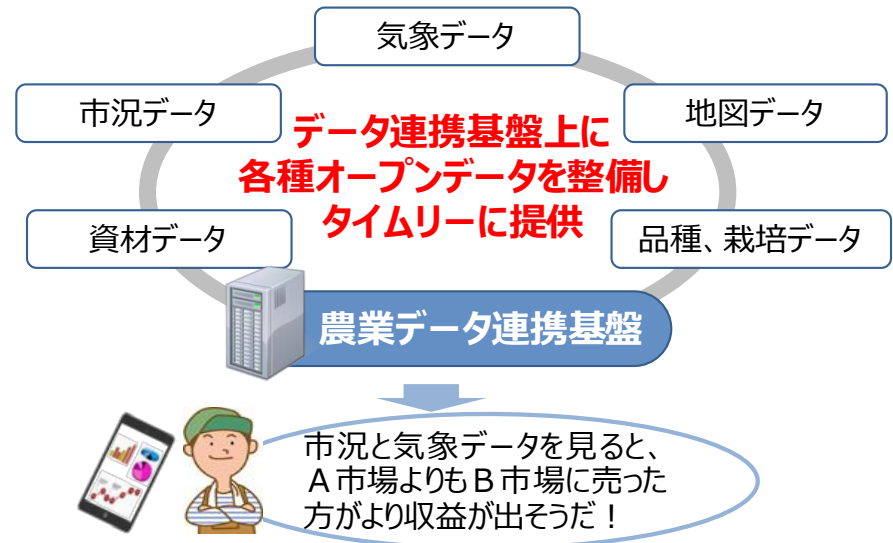 気象データ
市況データ
地図データ
データ連携基盤上に
各種オープンデータを整備し
タイムリーに提供
資材データ
品種、栽培データ
農業データ連携基盤
市況と気象データを見ると、
Ａ市場よりもＢ市場に売った
方がより収益が出そうだ！